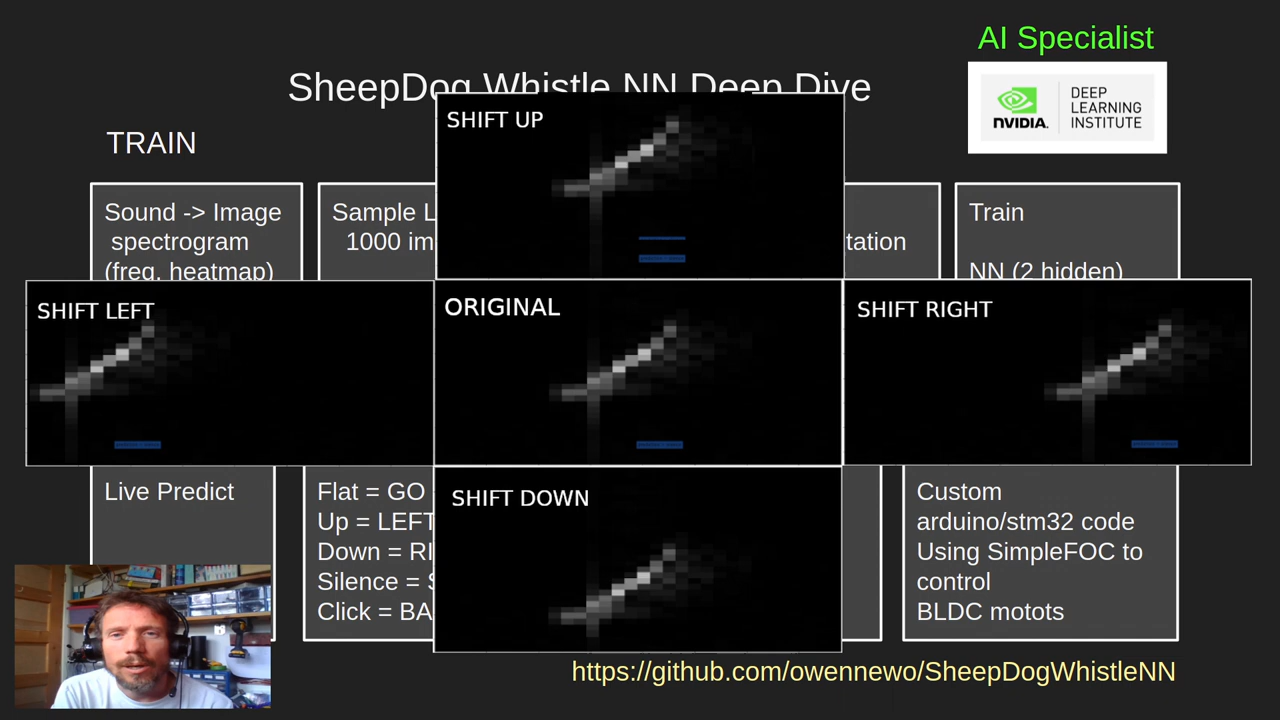 AI Specialist
SheepDog Whistle NN Deep Dive
NVIDIA.
DEEP
LEARNING
INSTITUTE
TRAIN
SHIFT UP
Sound -> Image
spectrogram
(freq. heatmap)
Sample L
1000 im
tation
Train
NN (2 hidden)
SHIFT LEFT
ORIGINAL
SHIFT RIGHT
SHIFT DOWN
Live Predict
Flat = GO
Up = LEFT
Down = RI
Silence = S
Click = BA
Custom
arduino/stm32 code
Using SimpleFOC to
control
BLDC motots
https://github.com/owennewo/SheepDogWhistleNN